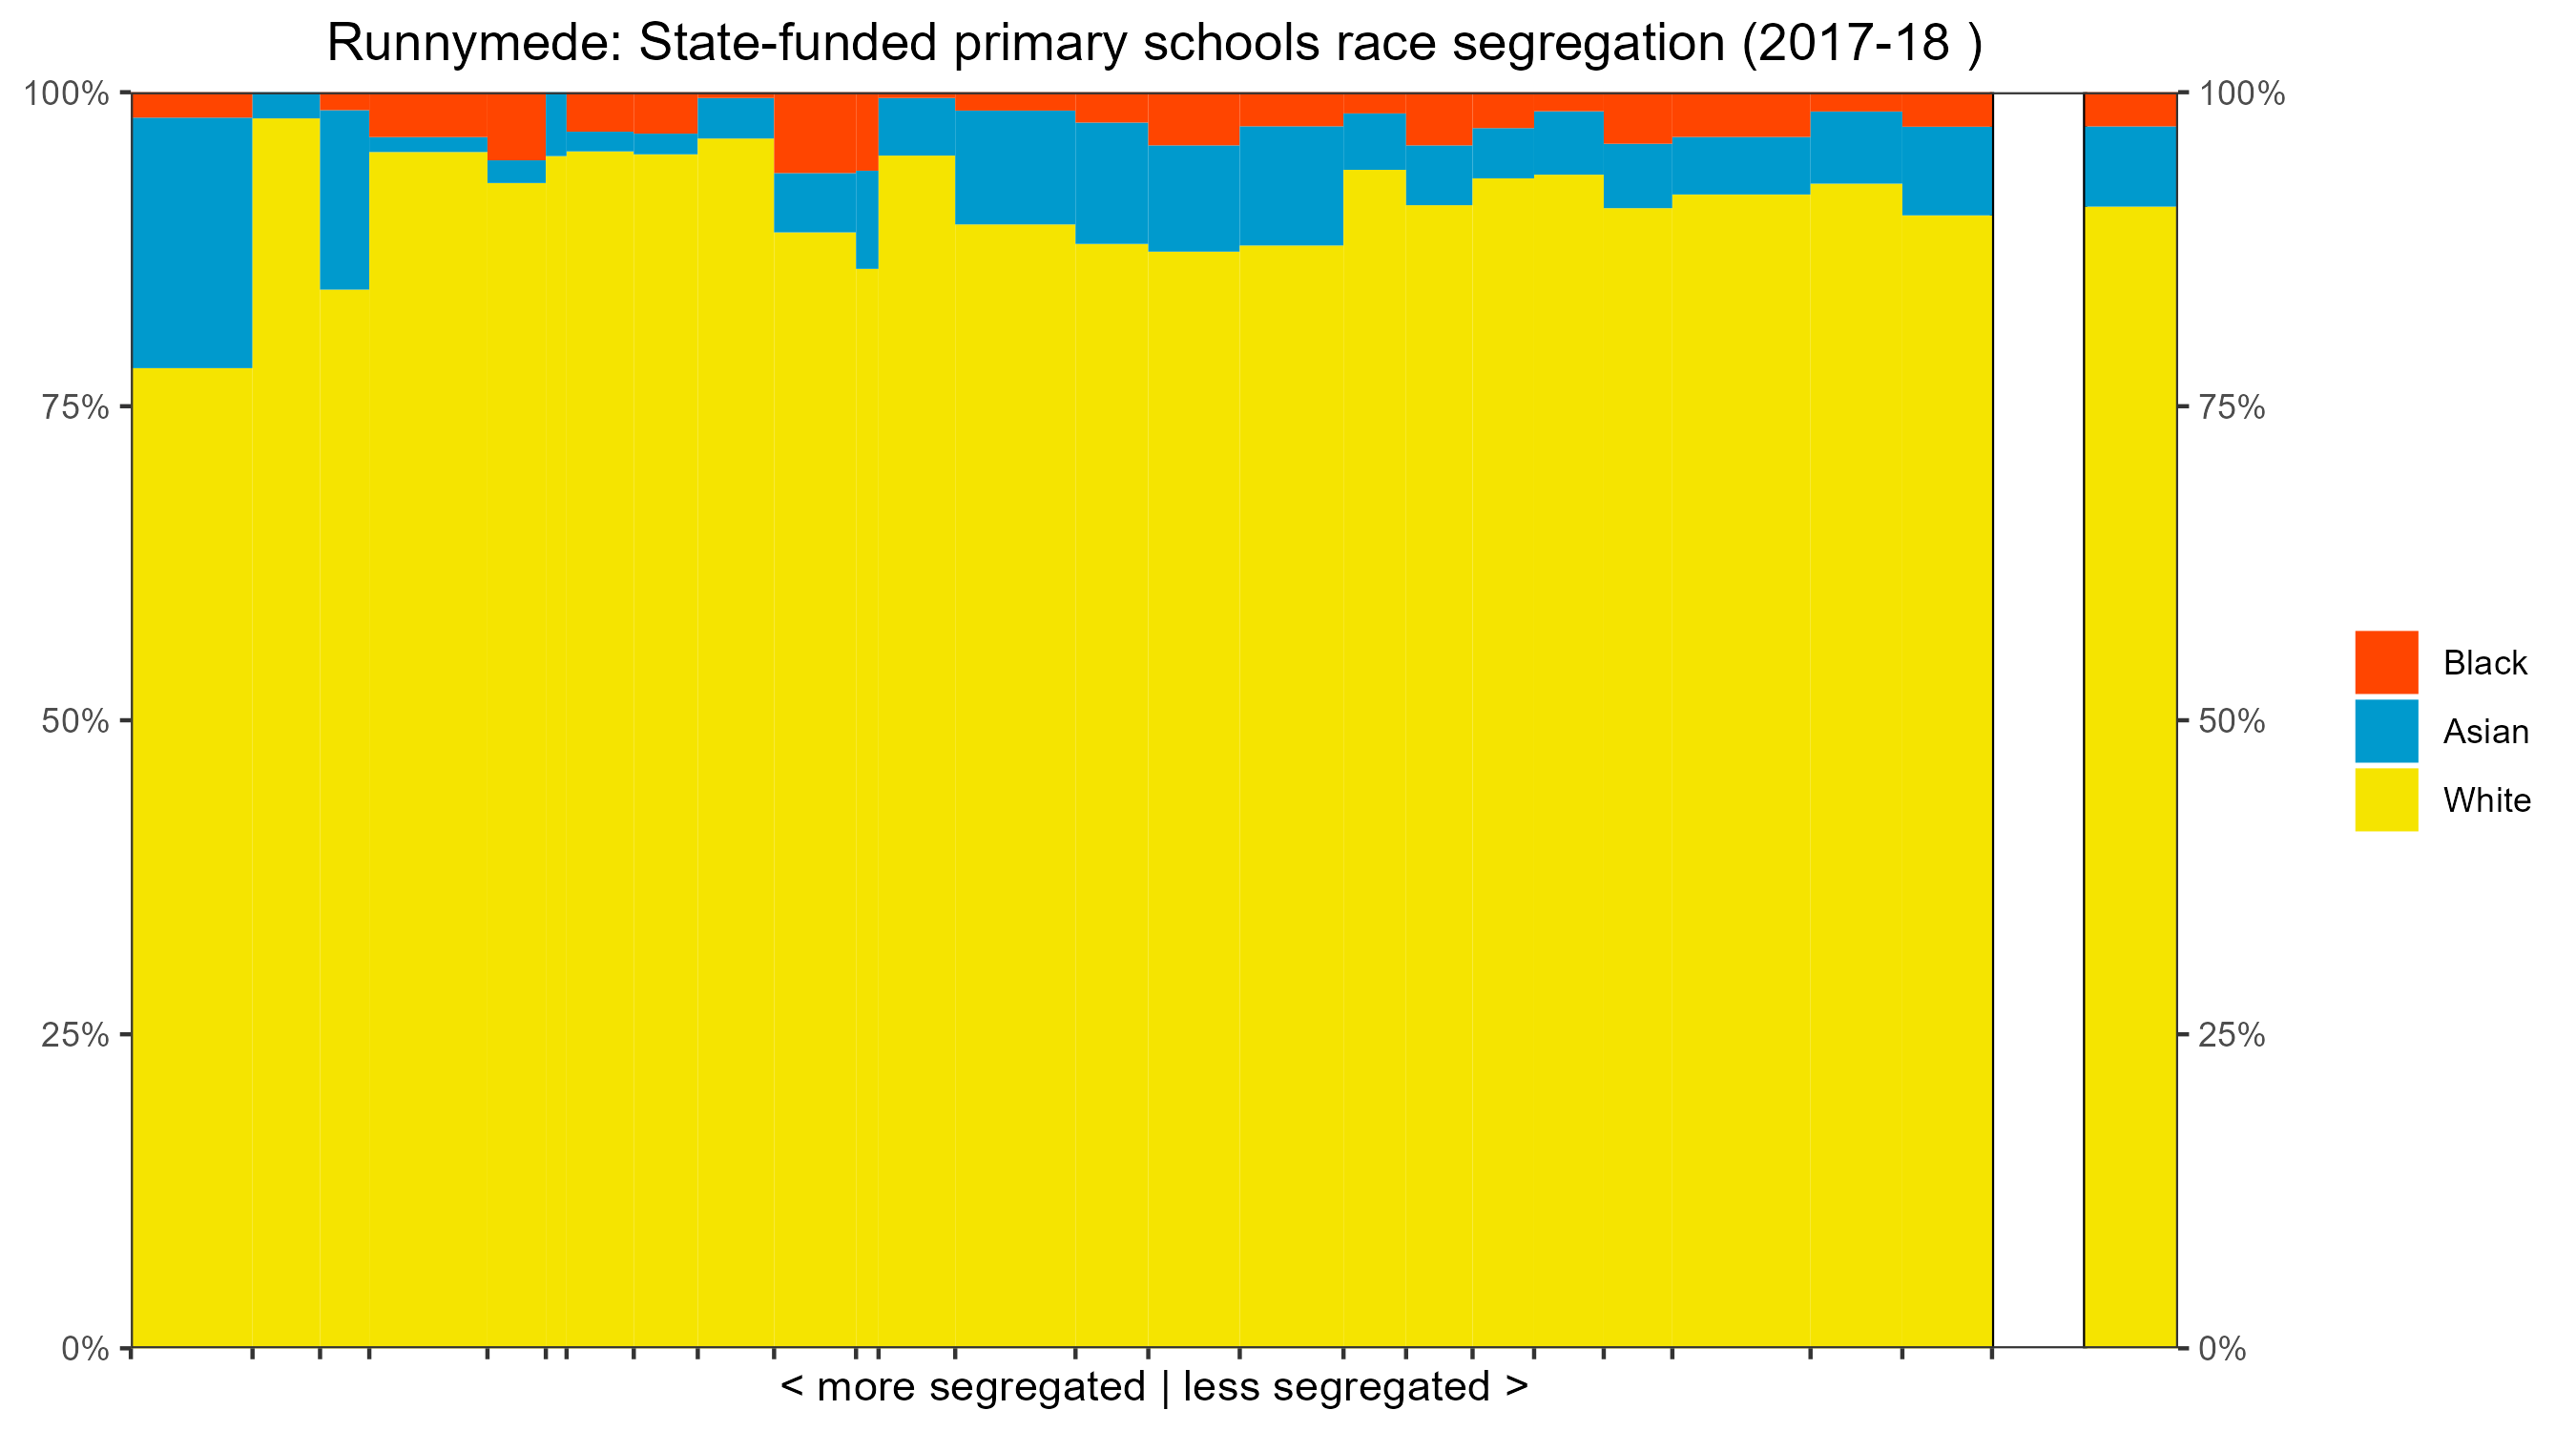 Runnymede: State-funded primary schools race segregation (2017-18 )
100%
75%
50%
25%
0%
100%
75%
50%
25%
0%
Black
Asian
White
< more segregated | less segregated >